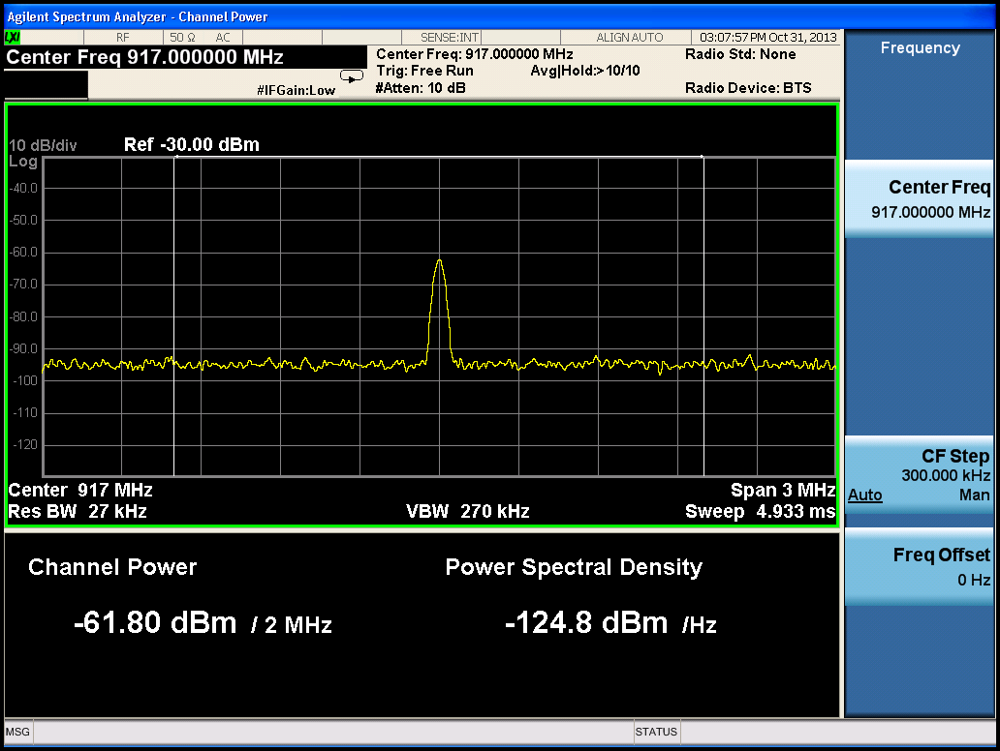 Agilent Spectrum Analyzer - Channel Power
LXI
RF
50 Ω
AC
SENSE:INT
ALIGN AUTO
03:07:57 PM Oct 31, 2013
Center Freq 917.000000 MHz
#IFGain:Low
Center Freq: 917.000000 MHz
Radio Std: None
Trig: Free Run
Avg|Hold:>10/10
#Atten: 10 dB
Radio Device: BTS
10 dB/div
Ref -30.00 dBm
Log
-40.0
-50.0
-60.0
-70.0
-80.0
-90.0
-100
-110
-120
Center 917 MHz
Span 3 MHz
Res BW 27 kHz
VBW 270 kHz
Sweep 4.933 ms
Channel Power
Power Spectral Density
-61.80 dBm / 2 MHz
-124.8 dBm /Hz
Frequency
Center Freq
917.000000 MHz
CF Step
300.000 kHz
Auto
Man
Freq Offset
0 Hz
MSG
STATUS